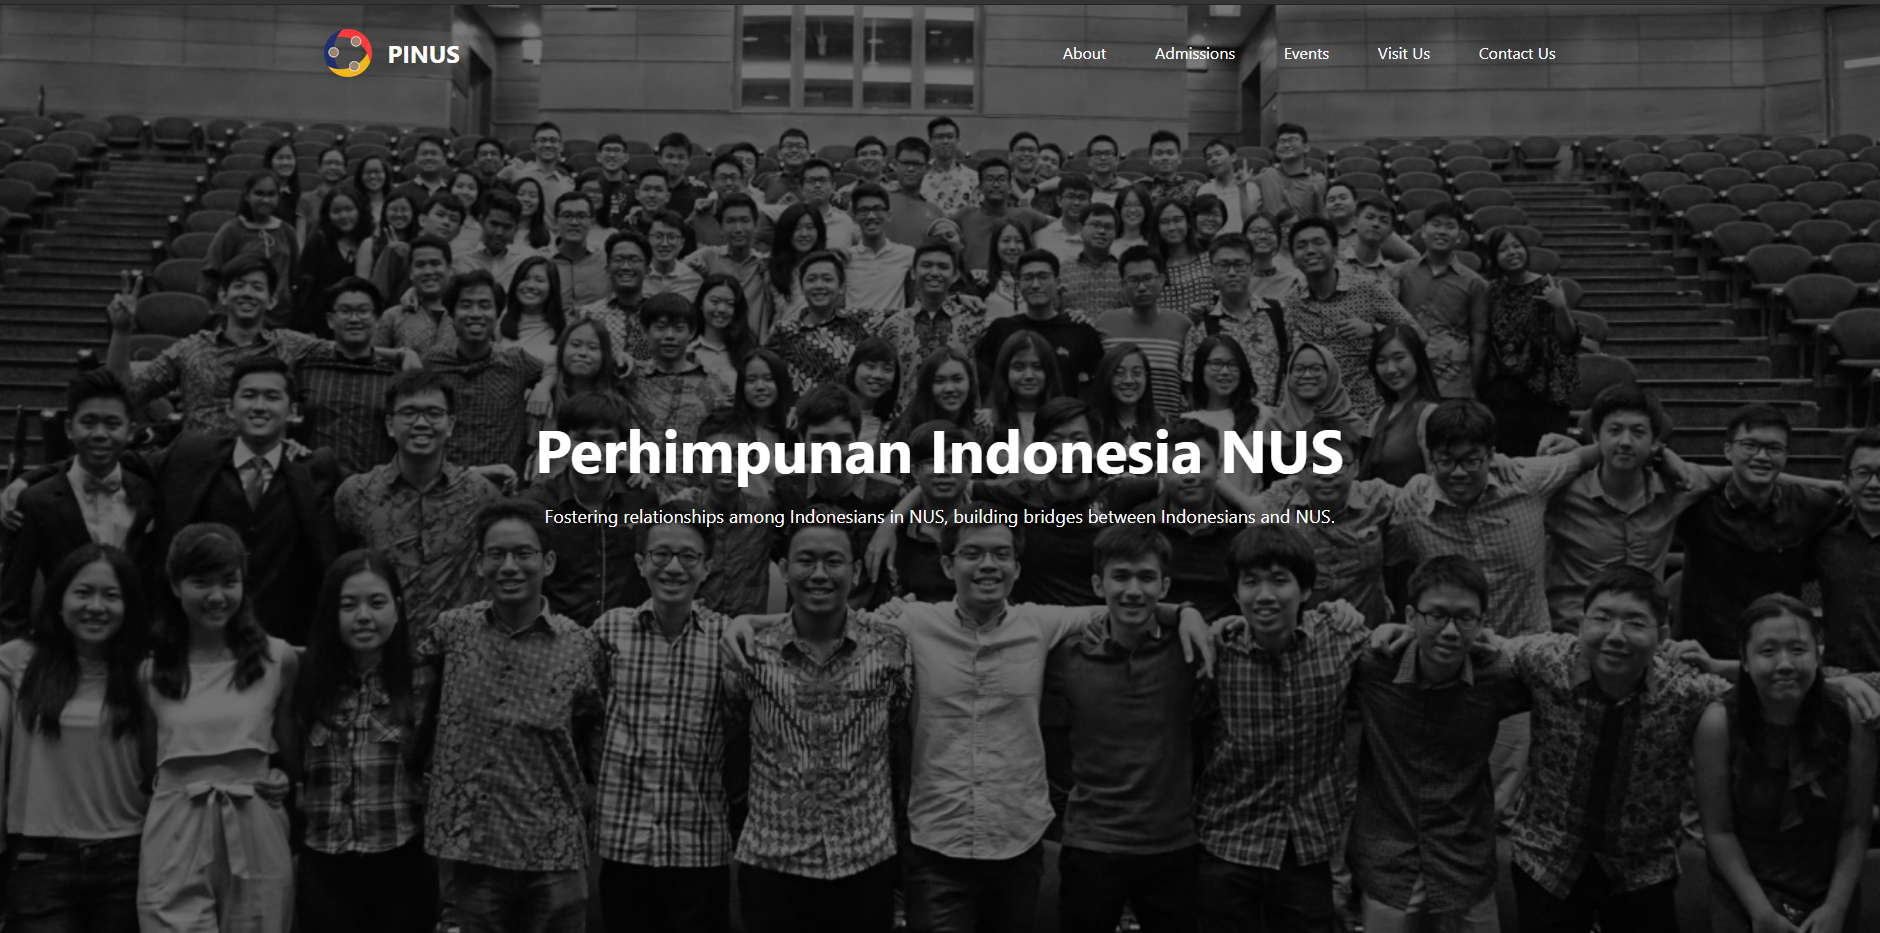 PINUS
About
Admissions
Events
Visit Us
Contact Us
Perhimpunan Indonesia NUS
Fostering relationships among Indonesians in NUS, building bridges between Indonesians and NUS.